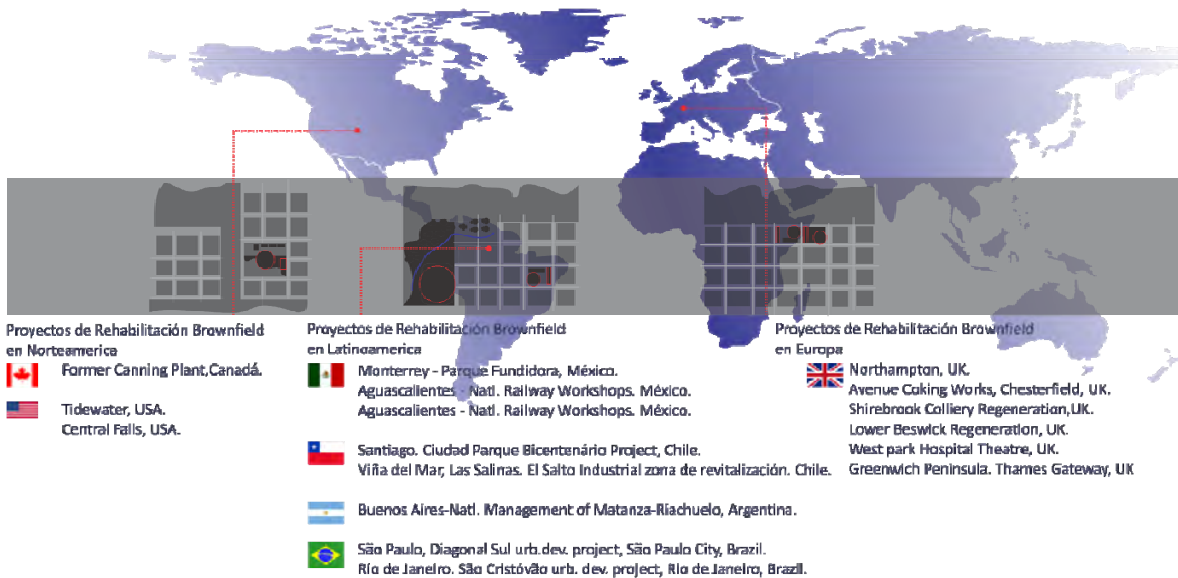 Proyectos de Rehabilitación Brownfield
en Norteamerica
Former Canning Plant,Canadá.
Tidewater, USA.
Central Falls, USA.
Proyectos de Rehabilitación Brownfield
en Latinoamerica
Monterrey - Parque Fundidora, México.
Aguascalientes - Natl. Railway Workshops. México.
Aguascalientes - Natl. Railway Workshops. México.
Santiago. Ciudad Parque Bicentenário Project, Chile.
Viña del Mar, Las Salinas. El Salto Industrial zona de revitalización. Chile.
Buenos Aires-Natl. Management of Matanza-Riachuelo, Argentina.
São Paulo, Diagonal Sul urb.dev. project, São Paulo City, Brazil.
Río de Janeiro. São Cristóvão urb. dev. project, Rio de Janeiro, Brazil.
Proyectos de Rehabilitación Brownfield
en Europa
Northampton, UK.
Avenue Coking Works, Chesterfield, UK.
Shirebrook Colliery Regeneration,UK.
Lower Beswick Regeneration, UK.
West park Hospital Theatre, UK.
Greenwich Peninsula. Thames Gateway, UK